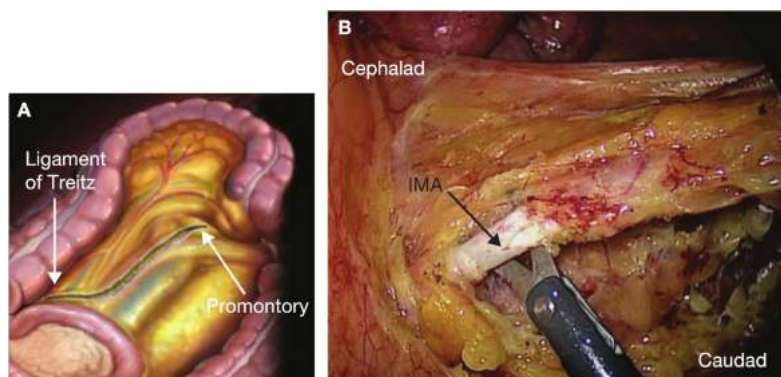 A
Ligament
of Treitz
Promontory
B
Cephalad
IMA
Caudad